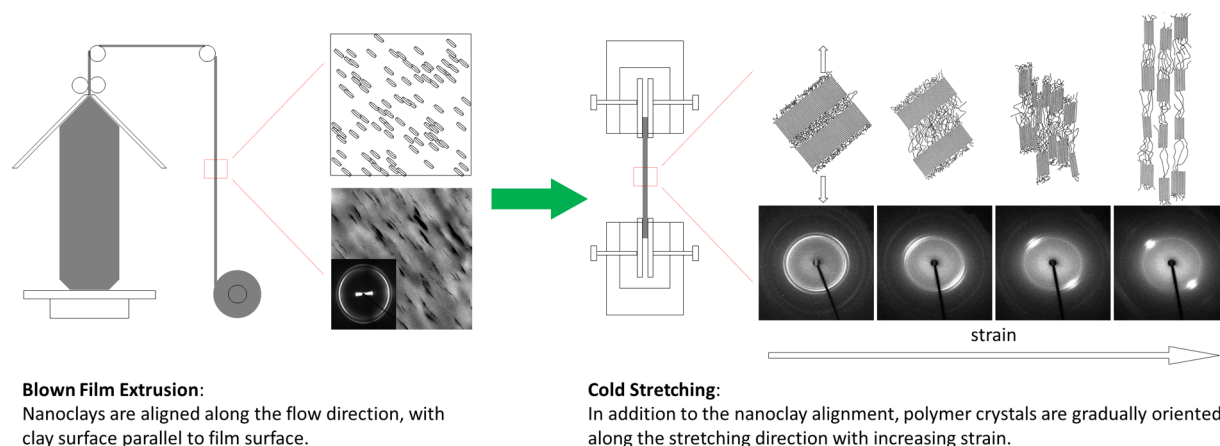 strain
Blown Film Extrusion:
Nanoclays are aligned along the flow direction, with
clay surface parallel to film surface.
Cold Stretching:
In addition to the nanoclay alignment, polymer crystals are gradually oriented
along the stretching direction with increasing strain.